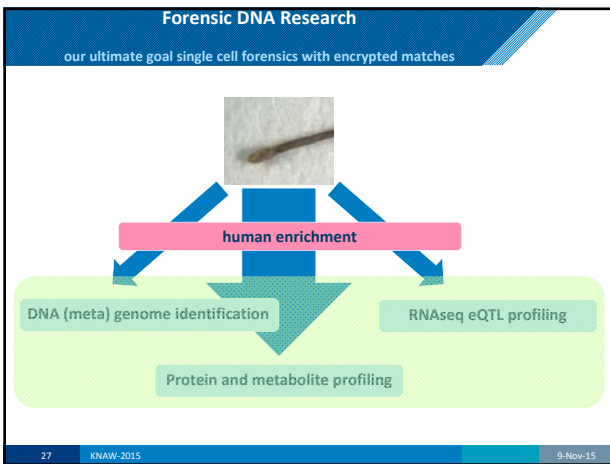 Forensic DNA Research
our ultimate goal single cell forensics with encrypted matches
human enrichment
DNA (meta) genome identification
RNAseq eQTL profiling
Protein and metabolite profiling
27 KNAW-2015 9-Nov-15